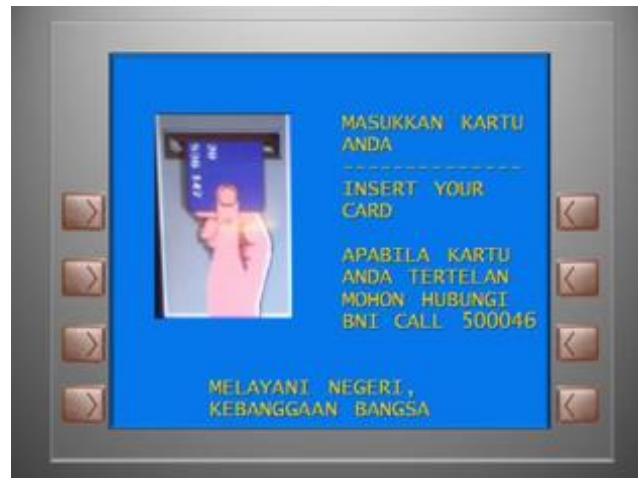 MASUKKAN KARTU
ANDA
--------------
INSERT YOUR
CARD
APABILA KARTU
ANDA TERTELAN
MOHON HUBUNGI
BNI CALL 500046
MELAYANI NEGERI,
KEBANGGAAN BANGSA